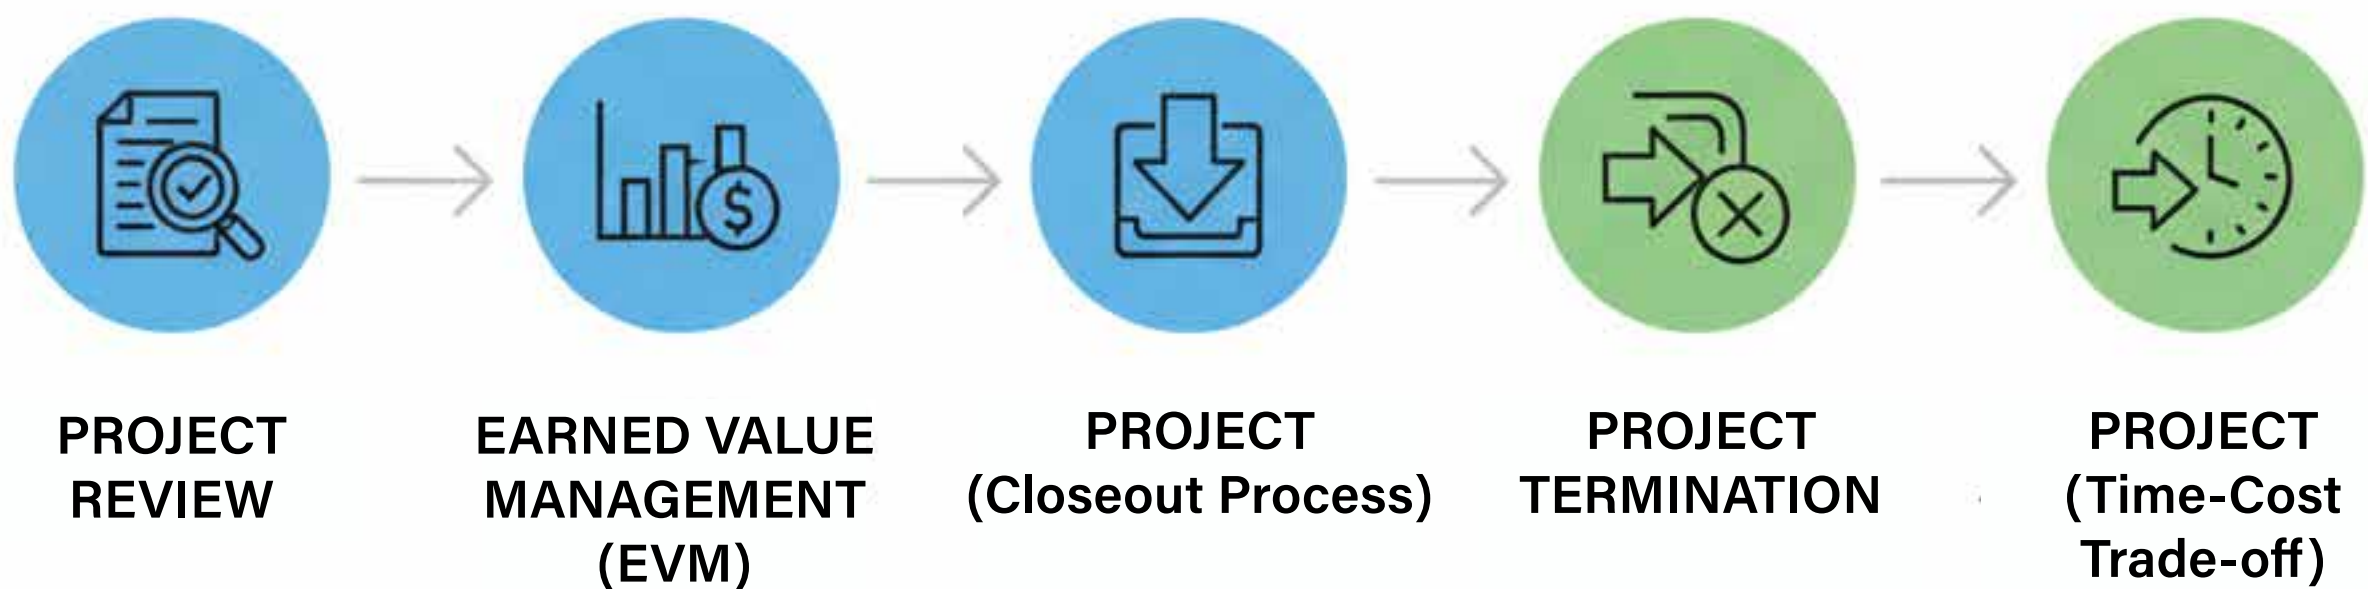 PROJECT
REVIEW
EARNED VALUE
MANAGEMENT
(EVM)
PROJECT
(Closeout Process)
PROJECT
TERMINATION
PROJECT
(Time-Cost
Trade-off)
$